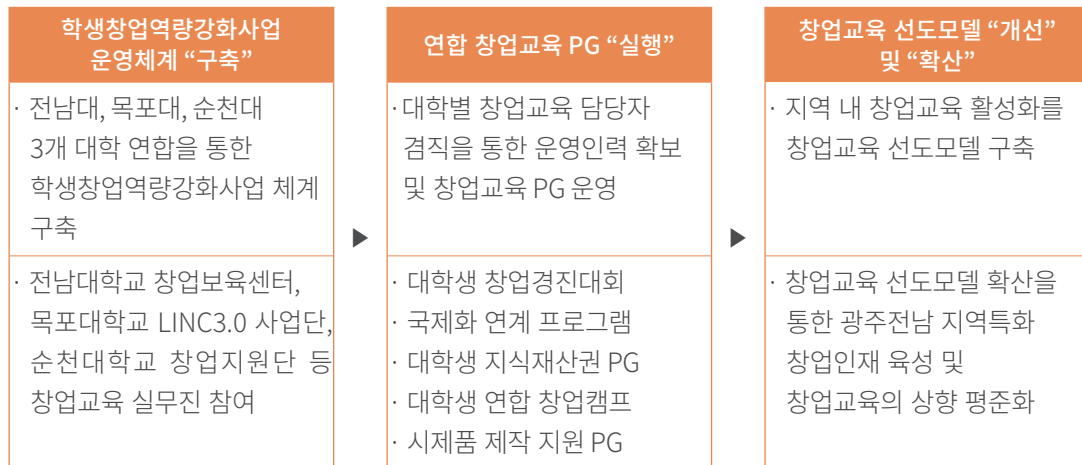 학생창업역량강화사업
운영체계 “구축”
· 전남대, 목포대, 순천대
3개 대학 연합을 통한
학생창업역량강화사업 체계
구축
· 전남대학교 창업보육센터,
목포대학교 LINC3.0 사업단,
순천대학교 창업지원단 등
창업교육 실무진 참여
▶
연합 창업교육 PG “실행”
· 대학별 창업교육 담당자
겸직을 통한 운영인력 확보
및 창업교육 PG 운영
· 대학생 창업경진대회
· 국제화 연계 프로그램
· 대학생 지식재산권 PG
· 대학생 연합 창업캠프
· 시제품 제작 지원 PG
▶
창업교육 선도모델 “개선”
및 “확산”
· 지역 내 창업교육 활성화를
창업교육 선도모델 구축
· 창업교육 선도모델 확산을
통한 광주전남 지역특화
창업인재 육성 및
창업교육의 상향 평준화